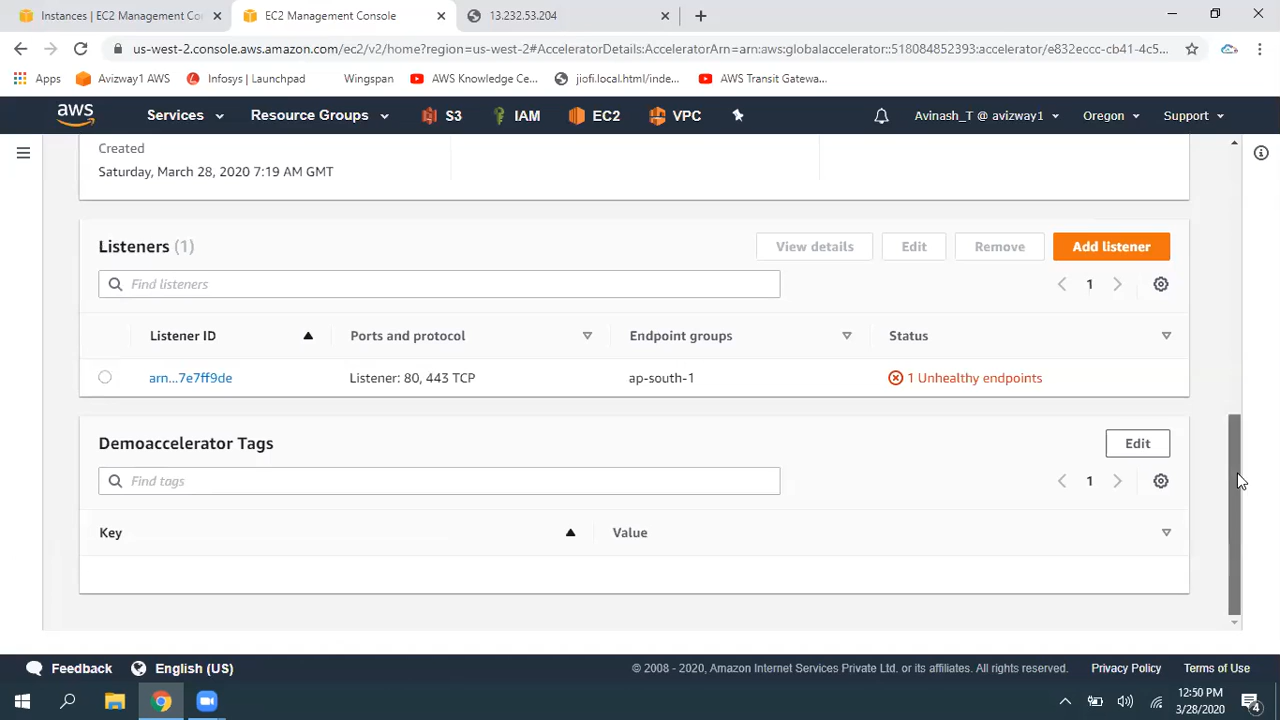 Instances | EC2 Management Co
EC2 Management Console
13.232.53.204
us-west-2.console.aws.amazon.com/ec2/v2/home?region=us-west-2#AcceleratorDetails:AcceleratorArn=arn:aws:globalaccelerator::518084852393:accelerator/e832eccc-cb41-4c5...
Apps
Avizway1 AWS
Infosys | Launchpad
Wingspan
AWS Knowledge Ce...
jiofi.local.html/inde...
AWS Transit Gatewa...
aws
Services
Resource Groups
S3
IAM
EC2
VPC
Avinash_T @ avizway1
Oregon
Support
Created
Saturday, March 28, 2020 7:19 AM GMT
Listeners (1)
View details
Edit
Remove
Add listener
Find listeners
1
Listener ID
Ports and protocol
Endpoint groups
Status
arn...7e7ff9de
Listener: 80, 443 TCP
ap-south-1
1 Unhealthy endpoints
Demoaccelerator Tags
Edit
Find tags
1
Key
Value
Feedback
English (US)
© 2008 - 2020, Amazon Internet Services Private Ltd. or its affiliates. All rights reserved.
Privacy Policy
Terms of Use
12:50 PM
3/28/2020
4